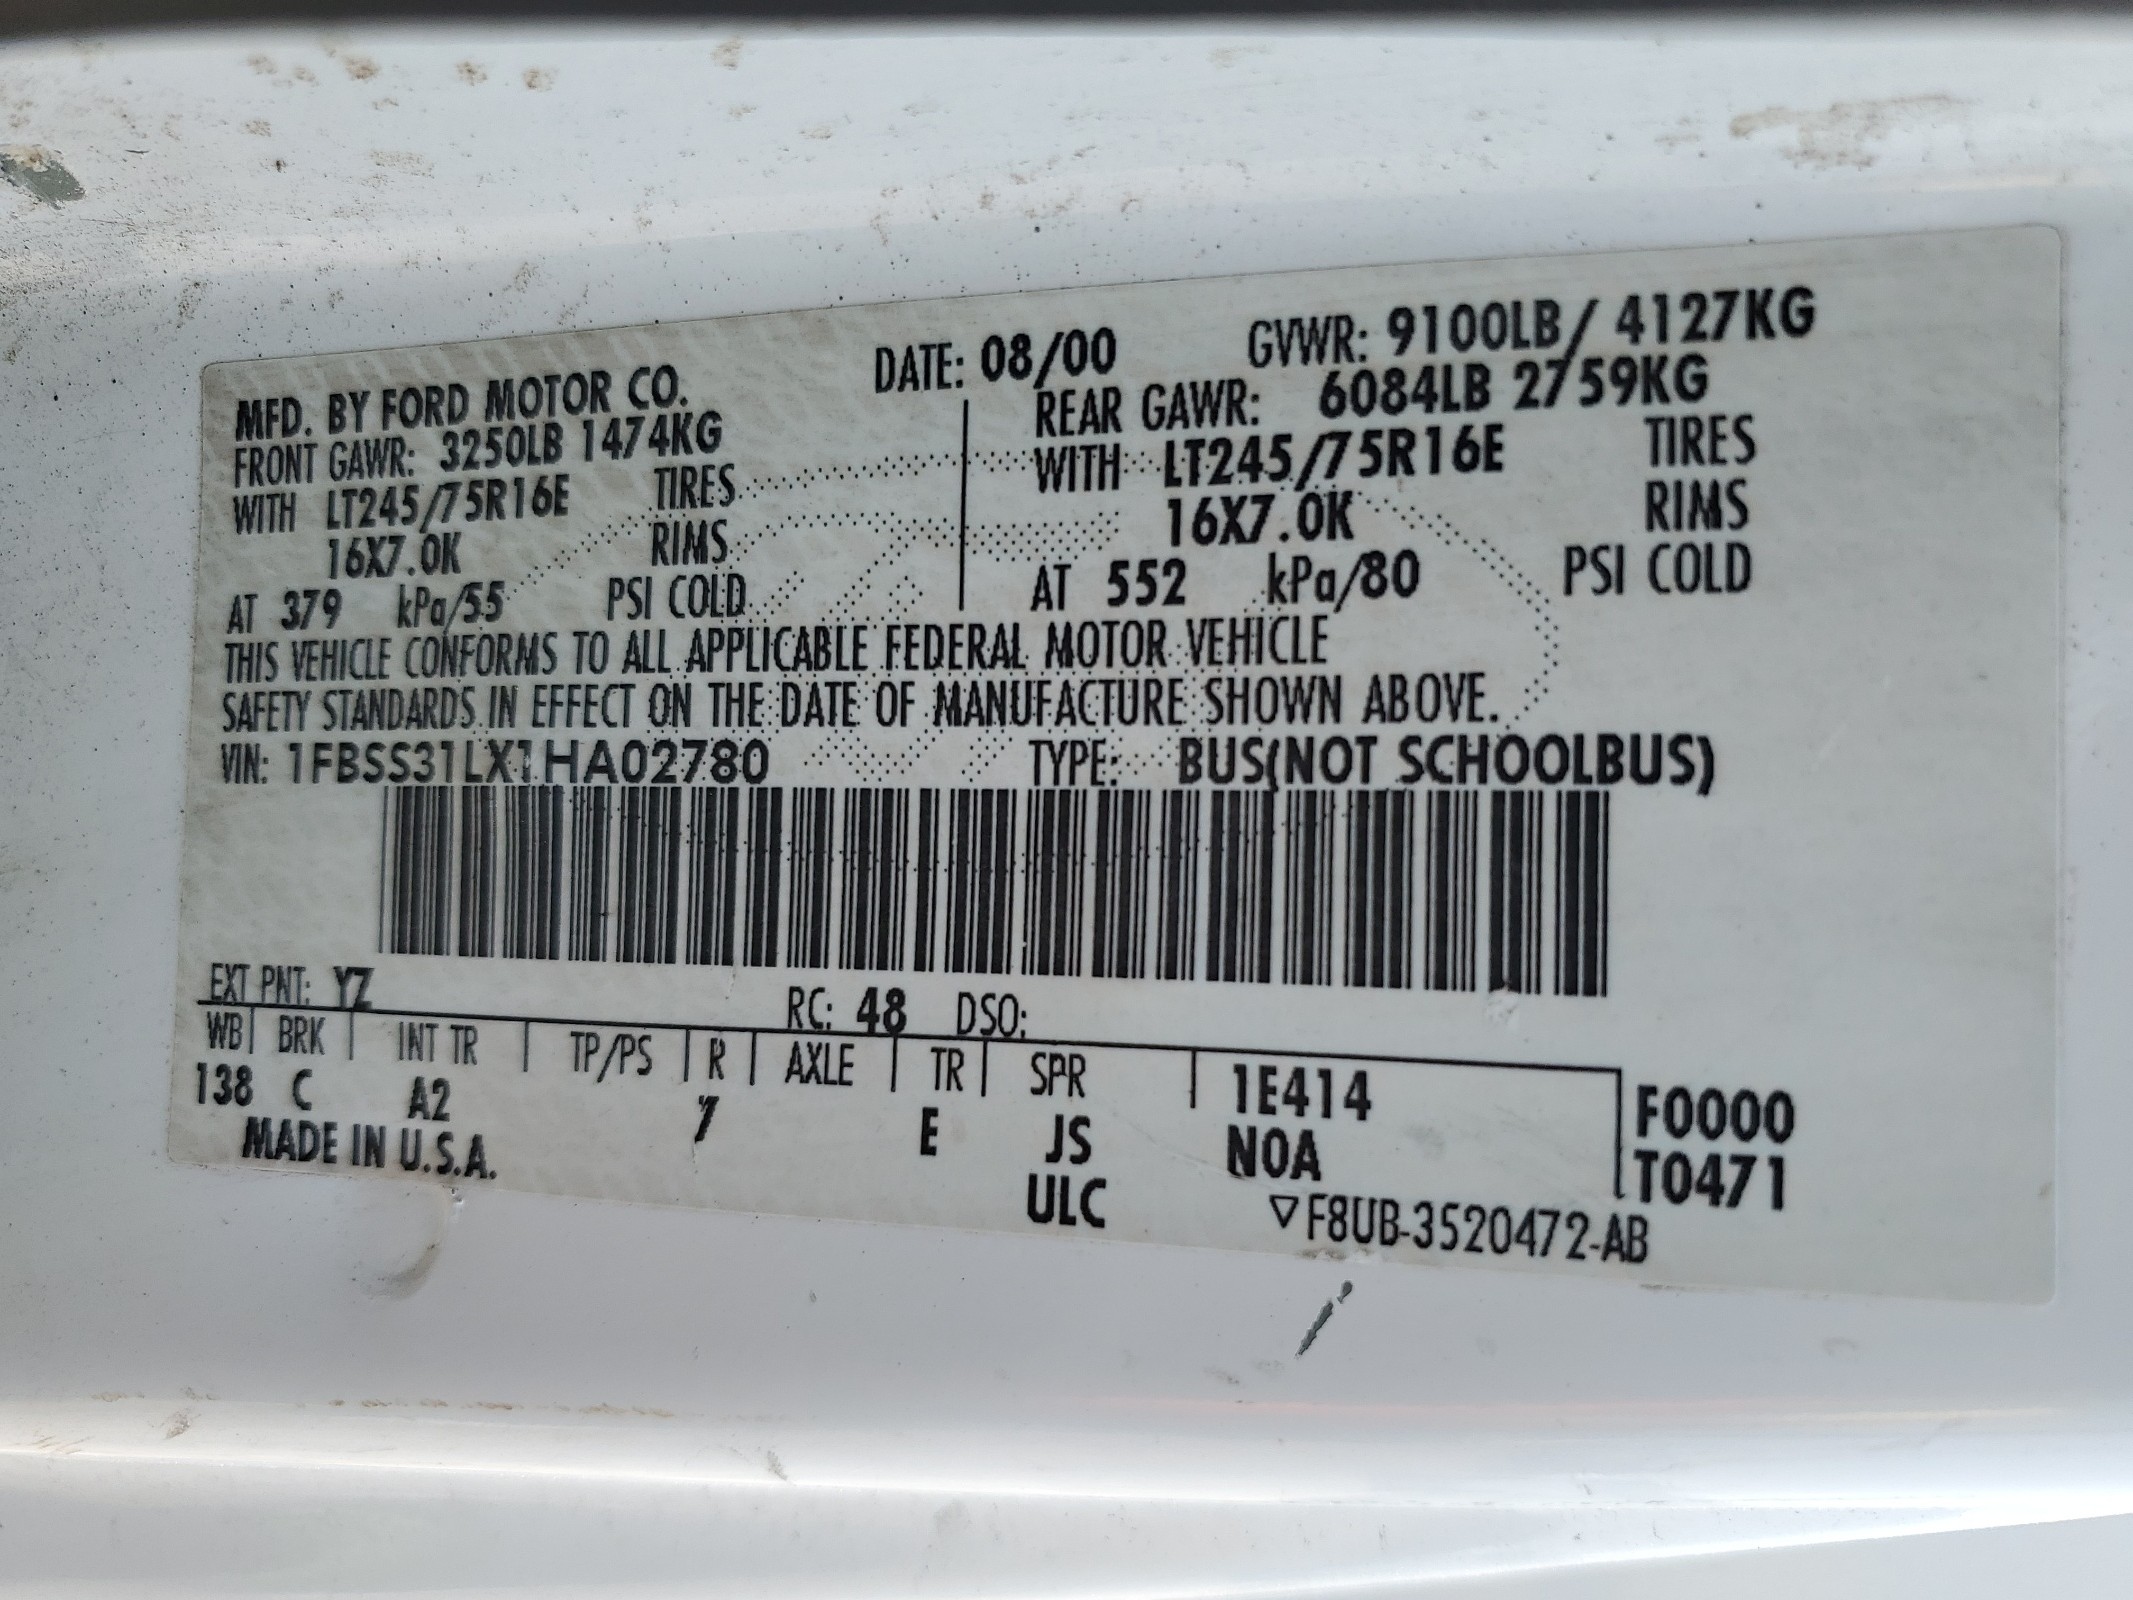 MFD. BY FORD MOTOR CO. DATE: 08/00 GVWR: 9100LB/ 4127KG
FRONT GAWR: 3250LB 1474KG REAR GAWR: 6084LB 2759KG
WITH LT245/75R16E TIRES WITH LT245/75R16E TIRES
16X7.0K RIMS 16X7.0K RIMS
AT 379 kPa/55 PSI COLD AT 552 kPa/80 PSI COLD
THIS VEHICLE CONFORMS TO ALL APPLICABLE FEDERAL MOTOR VEHICLE
SAFETY STANDARDS IN EFFECT ON THE DATE OF MANUFACTURE SHOWN ABOVE.
VIN: 1FBSS31LX1HA02780 TYPE: BUS(NOT SCHOOLBUS)
EXT PNT: YZ RC: 48 DSO:
WB BRK INT TR TP/PS R AXLE TR SPR 1E414 F0000
138 C A2 7 E JS N0A T0471
MADE IN U.S.A. ULC ▽F8UB-3520472-AB